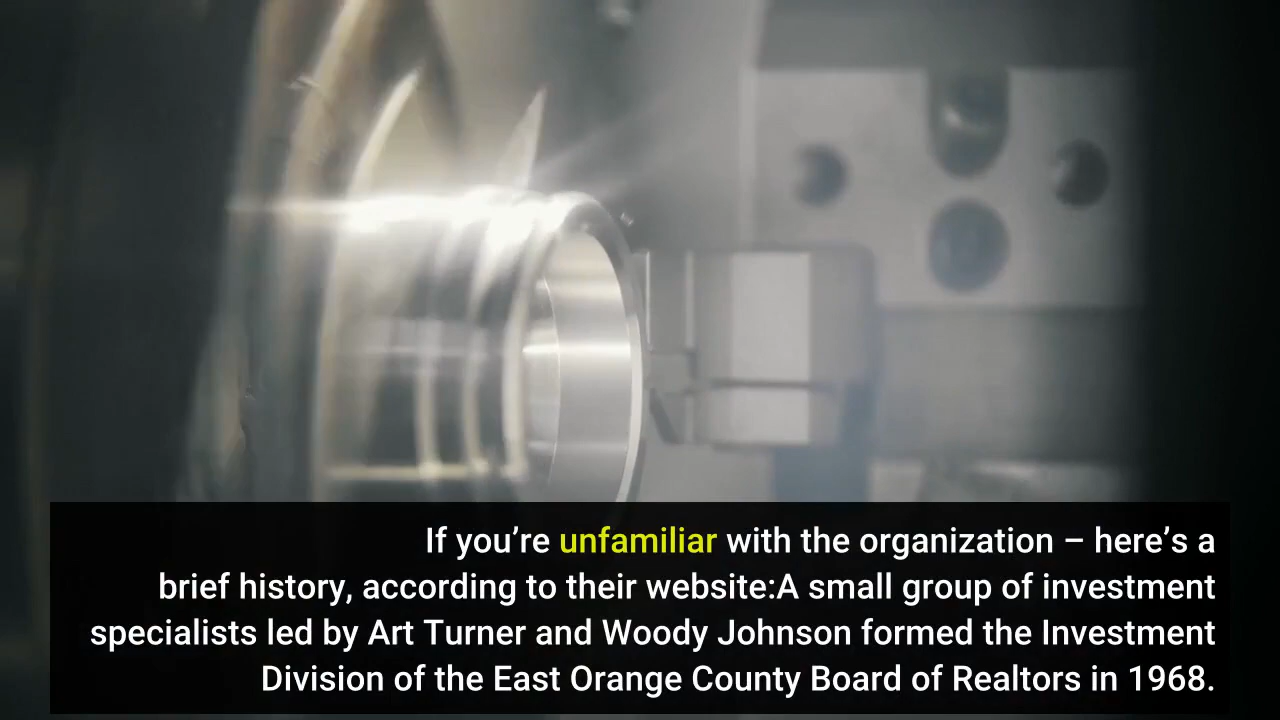 If you’re unfamiliar with the organization – here’s a
brief history, according to their website:A small group of investment
specialists led by Art Turner and Woody Johnson formed the Investment
Division of the East Orange County Board of Realtors in 1968.